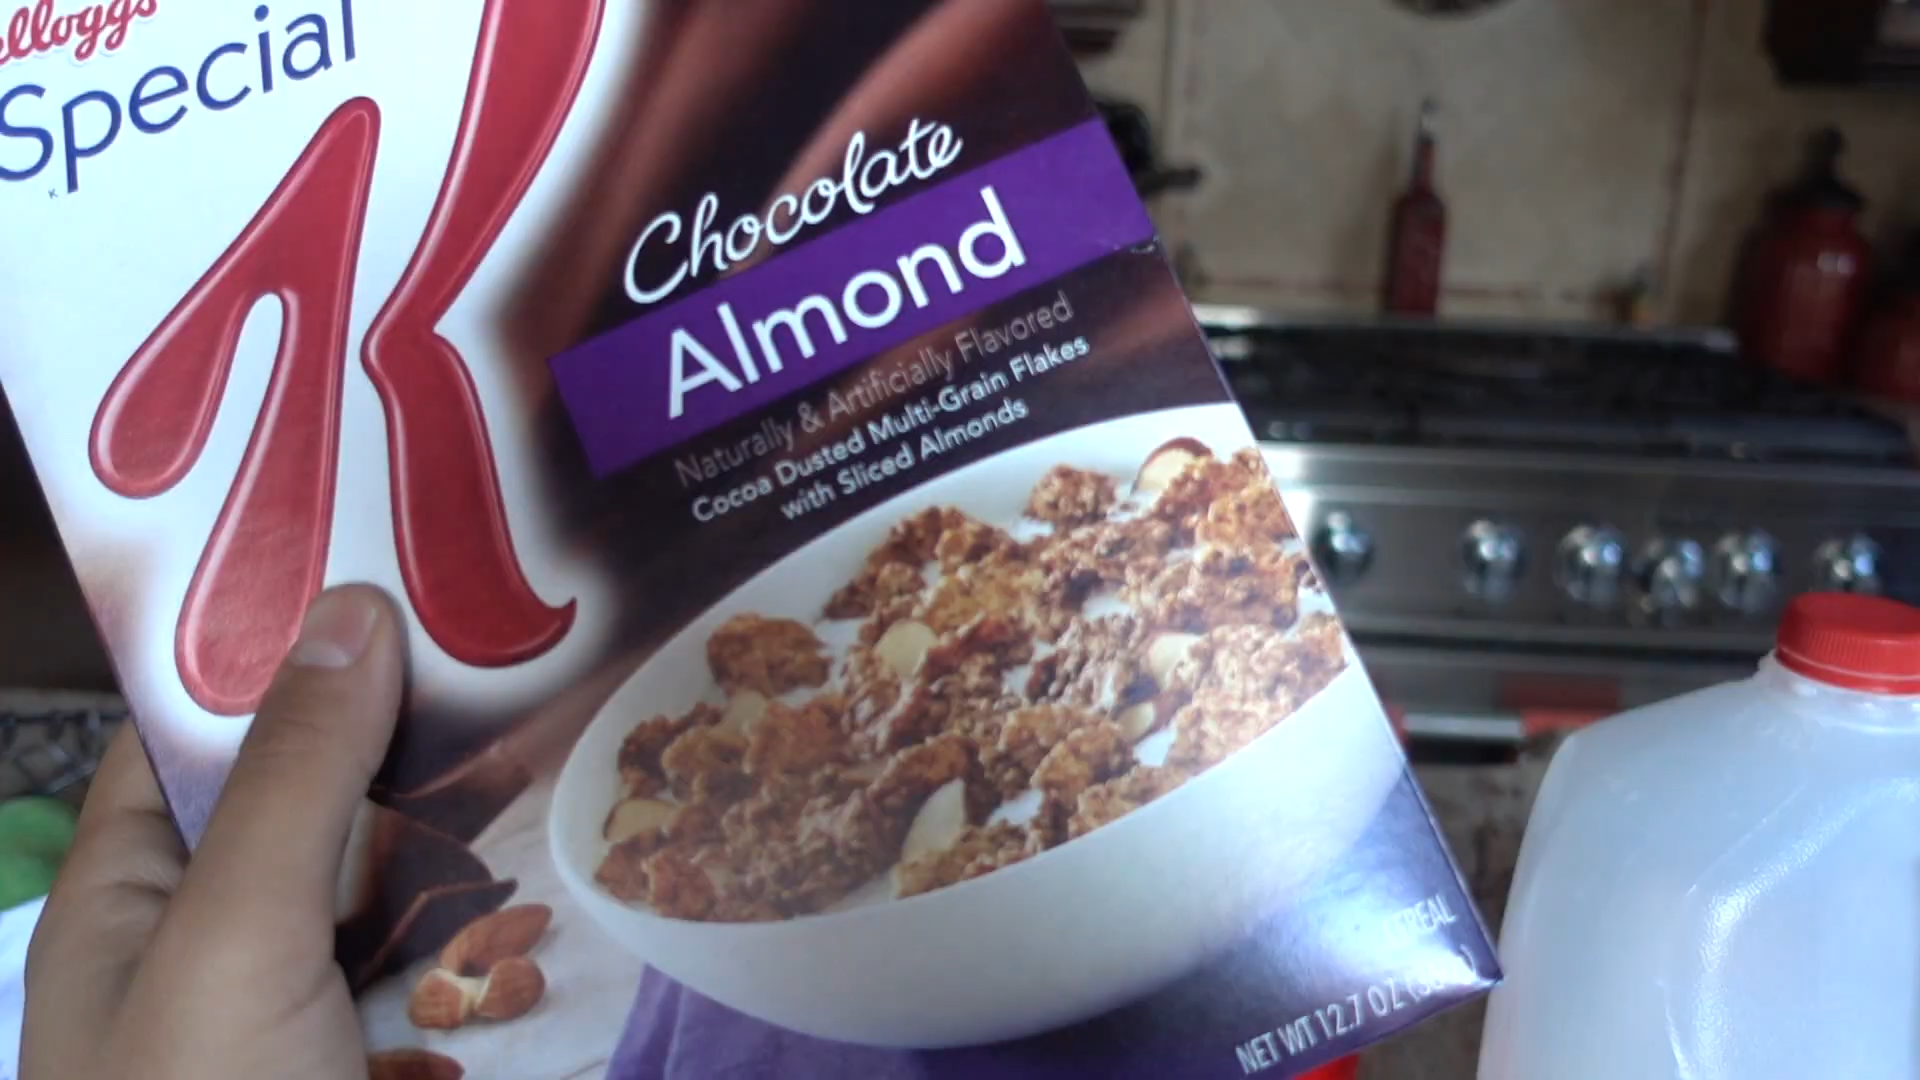 Special
K
Chocolate
Almond
Naturally & Artificially Flavored
Cocoa Dusted Multi-Grain Flakes
with Sliced Almonds
CEREAL
NET WT 12.7 OZ